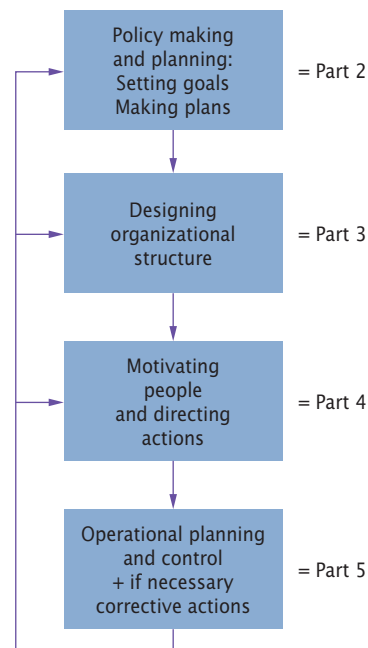 Policy making
and planning:
Setting goals
Making plans
= Part 2
Designing
organizational
structure
= Part 3
Motivating
people
and directing
actions
= Part 4
Operational planning
and control
+ if necessary
corrective actions
= Part 5